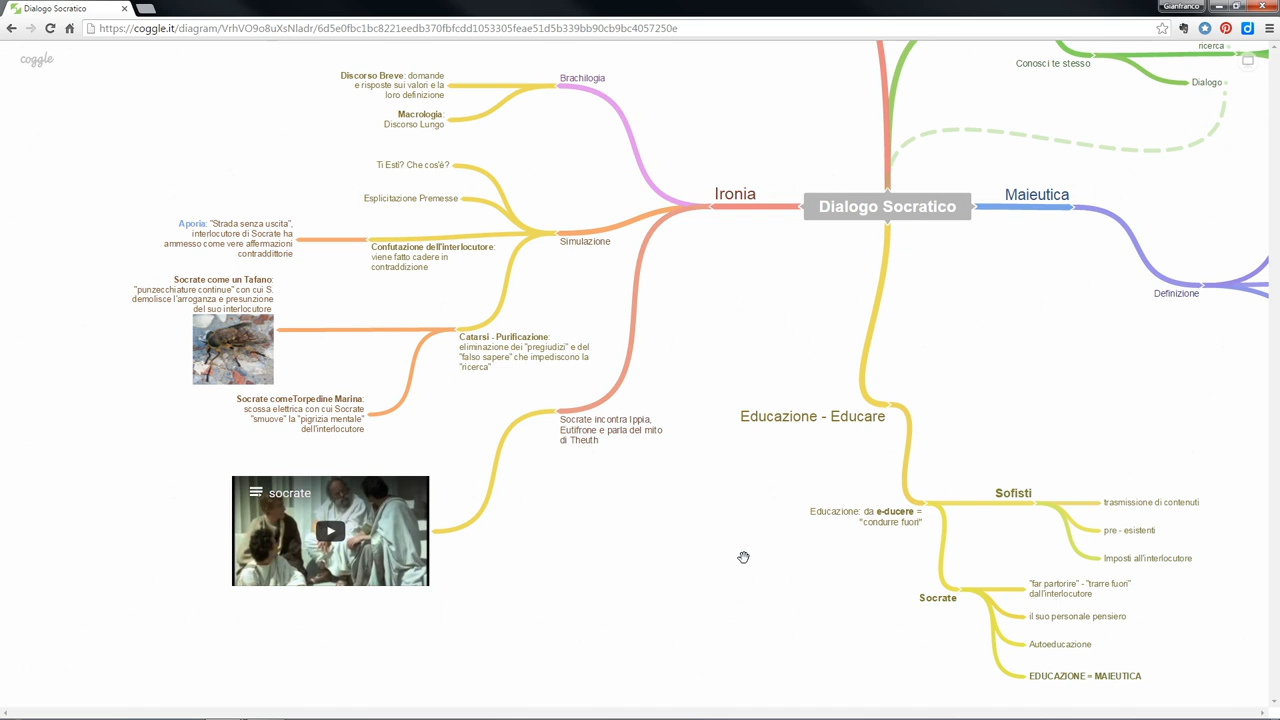 Dialogo Socratico
Gianfranco
https://coggle.it/diagram/VrhVO9o8uXsNladr/6d5e0fbc1bc8221eedb370fbfcdd1053305feae51d5b339bb90cb9bc4057250e
coggle
ricerca
Conosci te stesso
Dialogo
Discorso Breve: domande
e risposte sui valori e la
loro definizione
Brachilogia
Macrologia:
Discorso Lungo
Ti Esti? Che cos'è?
Esplicitazione Premesse
Ironia
Dialogo Socratico
Maieutica
Aporia: "Strada senza uscita",
interlocutore di Socrate ha
ammesso come vere affermazioni
contraddittorie
Confutazione dell'interlocutore:
viene fatto cadere in
contraddizione
Simulazione
Definizione
Socrate come un Tafano:
"punzecchiature continue" con cui S.
demolisce l'arroganza e presunzione
del suo interlocutore
Catarsi - Purificazione:
eliminazione dei "pregiudizi" e del
"falso sapere" che impediscono la
"ricerca"
Socrate comeTorpedine Marina:
scossa elettrica con cui Socrate
"smuove" la "pigrizia mentale"
dell'interlocutore
Socrate incontra Ippia,
Eutifrone e parla del mito
di Theuth
Educazione - Educare
socrate
Educazione: da e-ducere =
"condurre fuori"
Sofisti
trasmissione di contenuti
pre - esistenti
Imposti all'interlocutore
Socrate
"far partorire" - "trarre fuori"
dall'interlocutore
il suo personale pensiero
Autoeducazione
EDUCAZIONE = MAIEUTICA